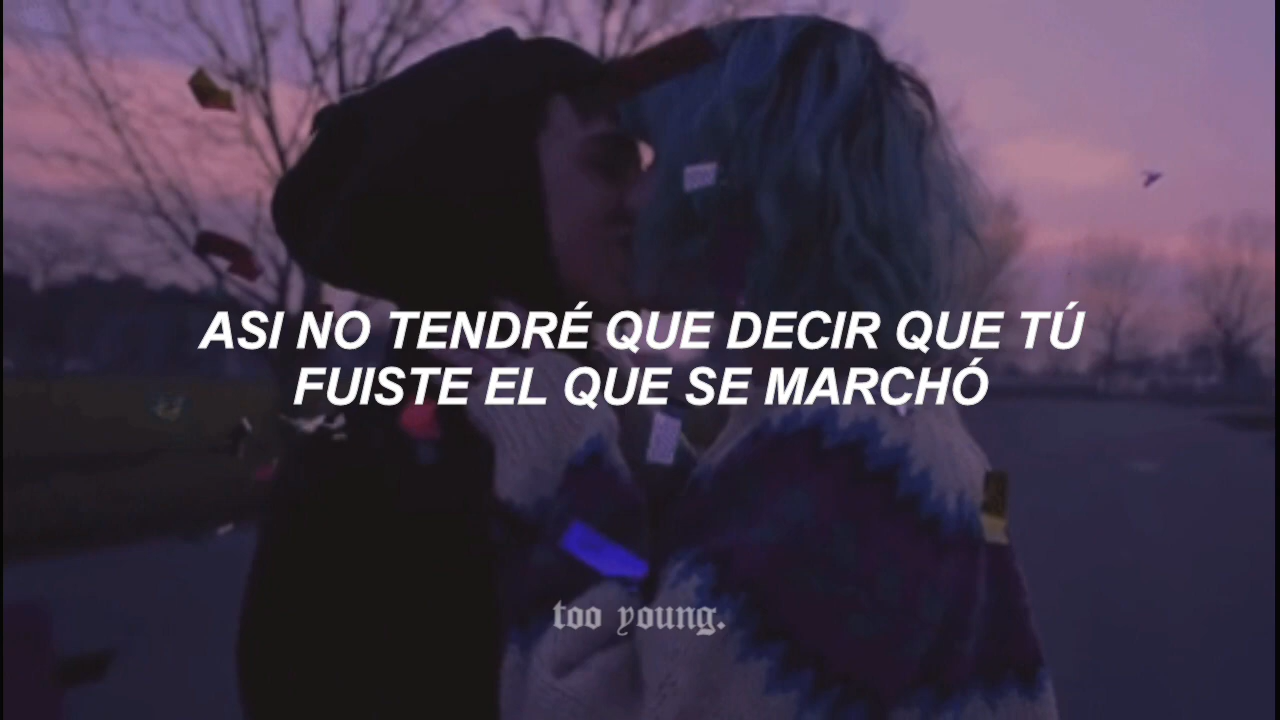 ASI NO TENDRÉ QUE DECIR QUE TÚ
FUISTE EL QUE SE MARCHÓ
too young.